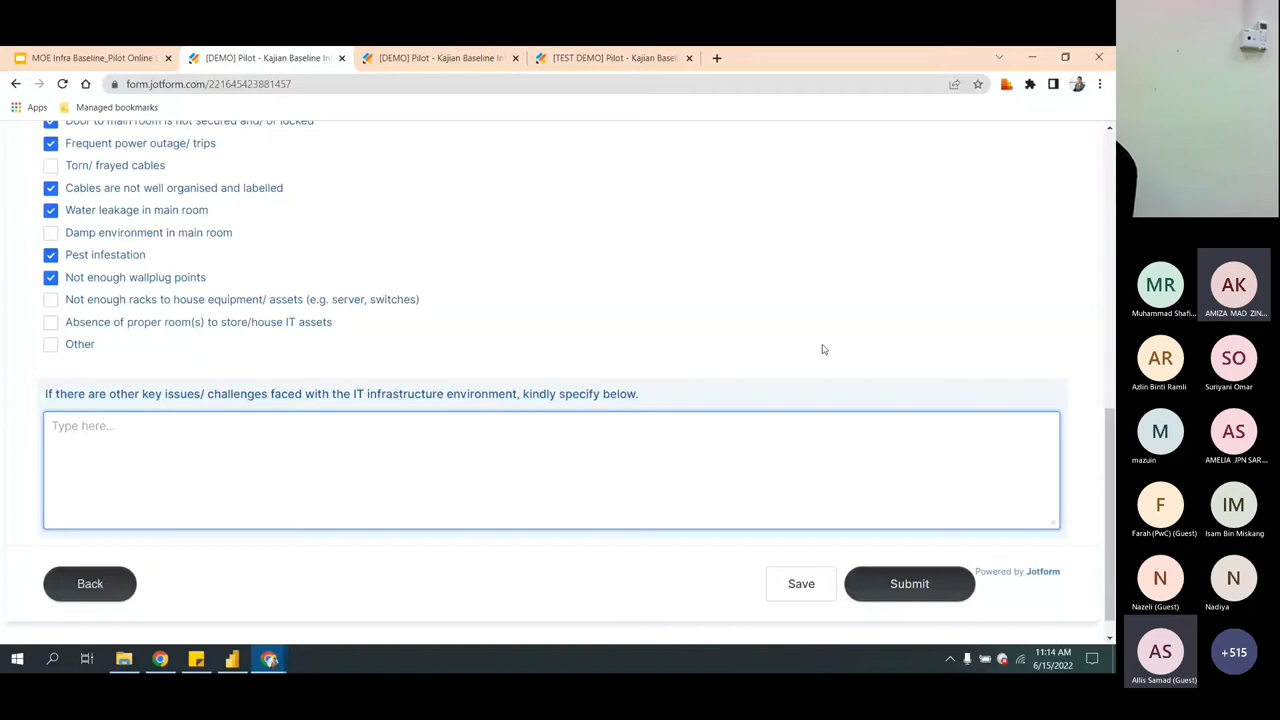 MOE Infra Baseline_Pilot Online
[DEMO] Pilot - Kajian Baseline In
[DEMO] Pilot - Kajian Baseline In
[TEST DEMO] Pilot - Kajian Basel
form.jotform.com/221645423881457
Apps
Managed bookmarks
Door to main room is not secured and/ or locked
Frequent power outage/ trips
Torn/ frayed cables
Cables are not well organised and labelled
Water leakage in main room
Damp environment in main room
Pest infestation
Not enough wallplug points
Not enough racks to house equipment/ assets (e.g. server, switches)
Absence of proper room(s) to store/house IT assets
Other
If there are other key issues/ challenges faced with the IT infrastructure environment, kindly specify below.
Type here...
Back
Save
Submit
Powered by Jotform
11:14 AM
6/15/2022
MR
Muhammad Shafi...
AK
AMIZA MAD ZIN...
AR
Azlin Binti Ramli
SO
Suriyani Omar
M
mazuin
AS
AMELIA JPN SAR...
F
Farah (PwC) (Guest)
IM
Isam Bin Miskang
N
Nazeli (Guest)
N
Nadiya
AS
Allis Samad (Guest)
+515